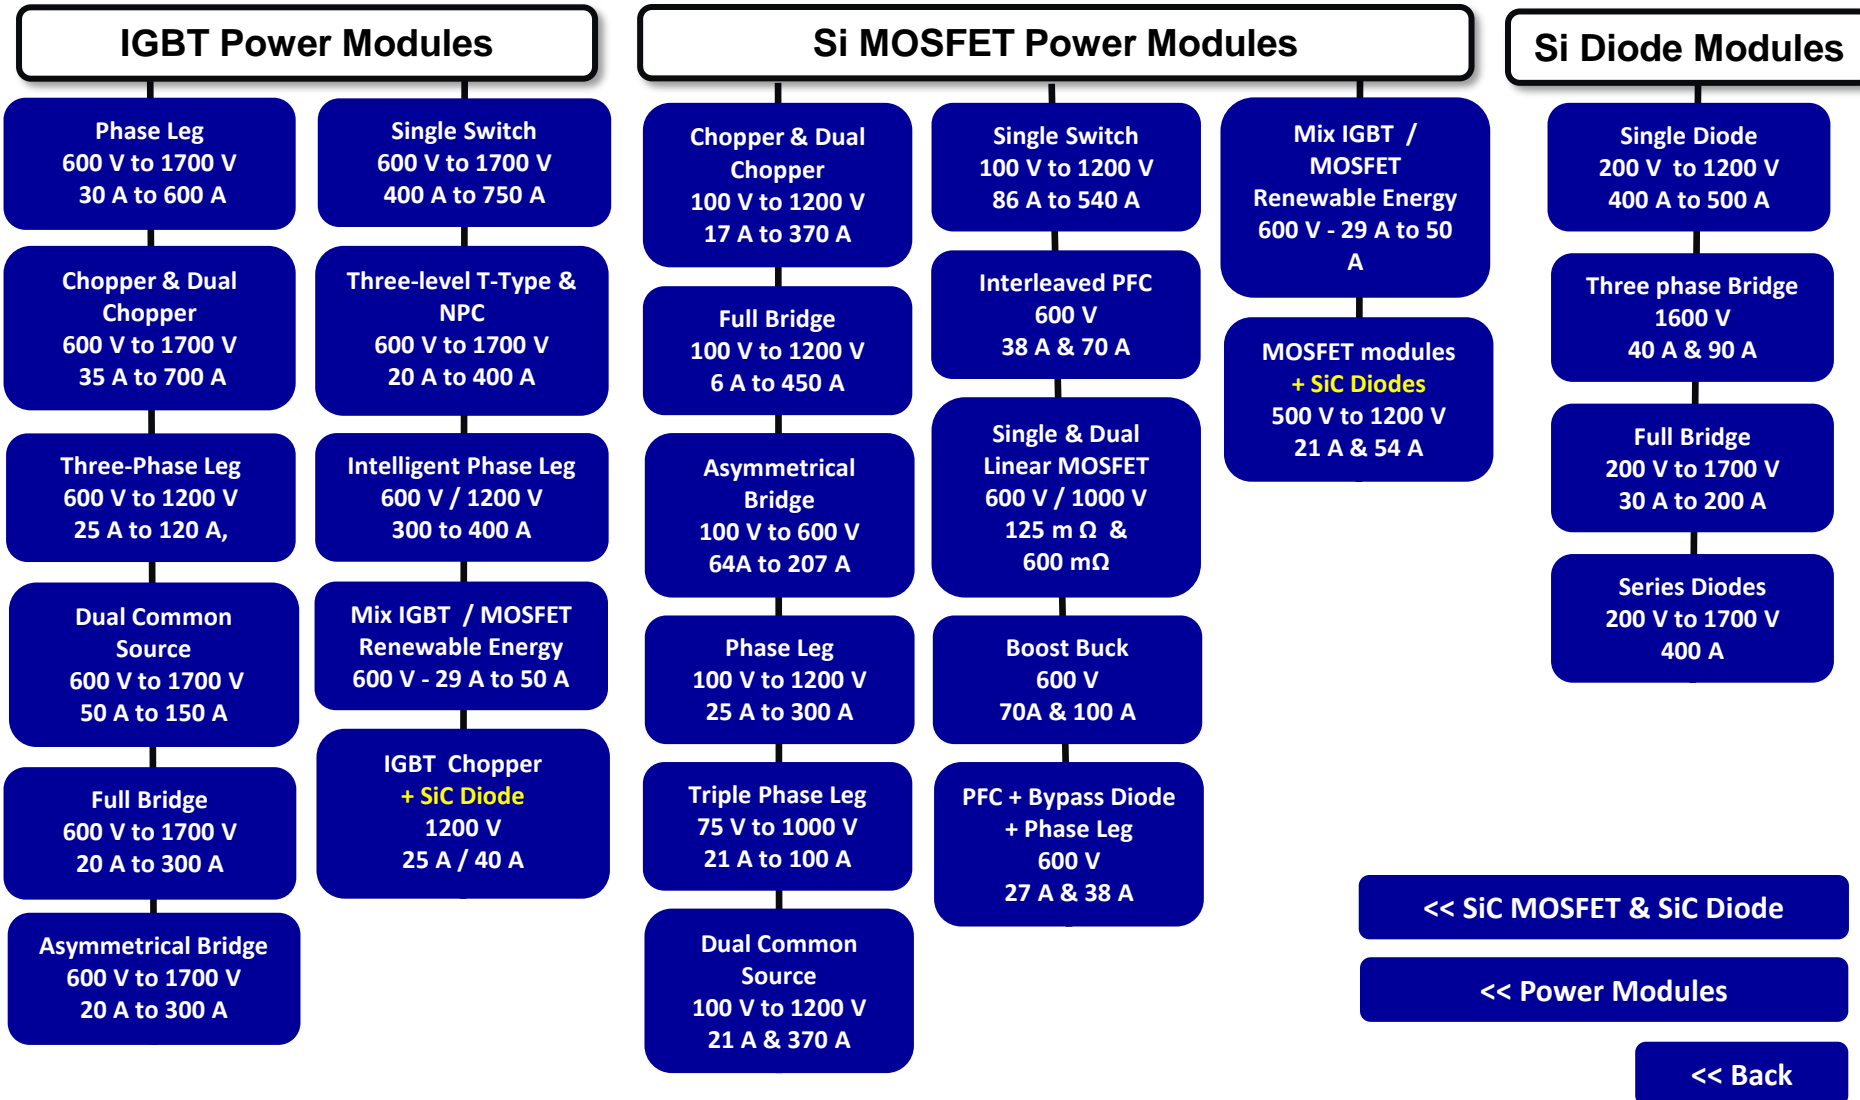 IGBT Power Modules
Phase Leg
600 V to 1700 V
30 A to 600 A
Chopper & Dual
Chopper
600 V to 1700 V
35 A to 700 A
Three-Phase Leg
600 V to 1200 V
25 A to 120 A,
Dual Common
Source
600 V to 1700 V
50 A to 150 A
Full Bridge
600 V to 1700 V
20 A to 300 A
Asymmetrical Bridge
600 V to 1700 V
20 A to 300 A
Single Switch
600 V to 1700 V
400 A to 750 A
Three-level T-Type &
NPC
600 V to 1700 V
20 A to 400 A
Intelligent Phase Leg
600 V / 1200 V
300 to 400 A
Mix IGBT / MOSFET
Renewable Energy
600 V - 29 A to 50 A
IGBT Chopper
+ SiC Diode
1200 V
25 A / 40 A
Si MOSFET Power Modules
Chopper & Dual
Chopper
100 V to 1200 V
17 A to 370 A
Full Bridge
100 V to 1200 V
6 A to 450 A
Asymmetrical
Bridge
100 V to 600 V
64A to 207 A
Phase Leg
100 V to 1200 V
25 A to 300 A
Triple Phase Leg
75 V to 1000 V
21 A to 100 A
Dual Common
Source
100 V to 1200 V
21 A & 370 A
Single Switch
100 V to 1200 V
86 A to 540 A
Interleaved PFC
600 V
38 A & 70 A
Single & Dual
Linear MOSFET
600 V / 1000 V
125 m Ω &
600 mΩ
Boost Buck
600 V
70A & 100 A
PFC + Bypass Diode
+ Phase Leg
600 V
27 A & 38 A
Mix IGBT /
MOSFET
Renewable Energy
600 V - 29 A to 50
A
MOSFET modules
+ SiC Diodes
500 V to 1200 V
21 A & 54 A
Si Diode Modules
Single Diode
200 V to 1200 V
400 A to 500 A
Three phase Bridge
1600 V
40 A & 90 A
Full Bridge
200 V to 1700 V
30 A to 200 A
Series Diodes
200 V to 1700 V
400 A
<< SiC MOSFET & SiC Diode
<< Power Modules
<< Back